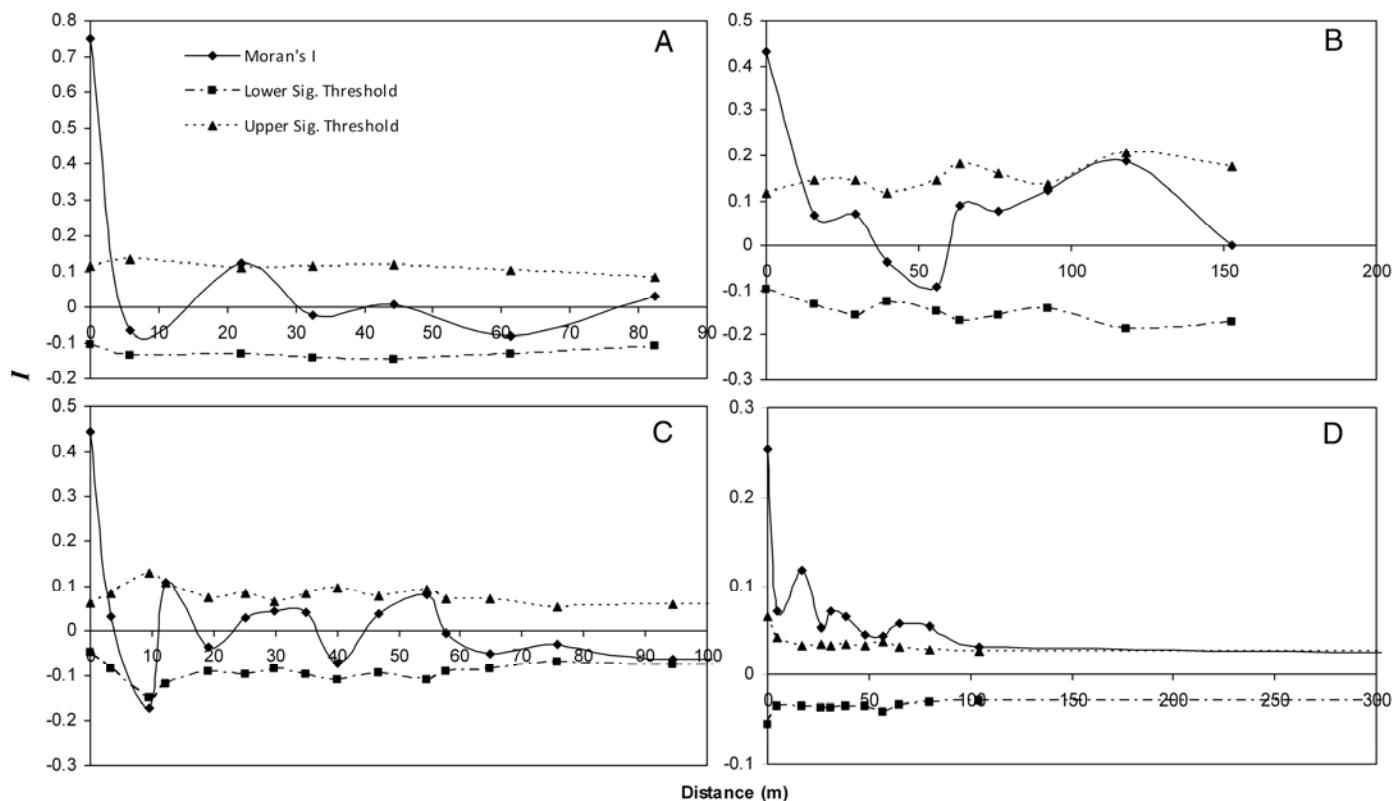 A
Moran's I
Lower Sig. Threshold
Upper Sig. Threshold
0.8
0.7
0.6
0.5
0.4
0.3
0.2
0.1
0
-0.1
-0.2
0 10 20 30 40 50 60 70 80 90
B
0.5
0.4
0.3
0.2
0.1
0
-0.1
-0.2
-0.3
0 50 100 150 200
I
C
0.5
0.4
0.3
0.2
0.1
0
-0.1
-0.2
-0.3
0 10 20 30 40 50 60 70 80 90 100
D
0.3
0.2
0.1
0
-0.1
0 50 100 150 200 250 300
Distance (m)